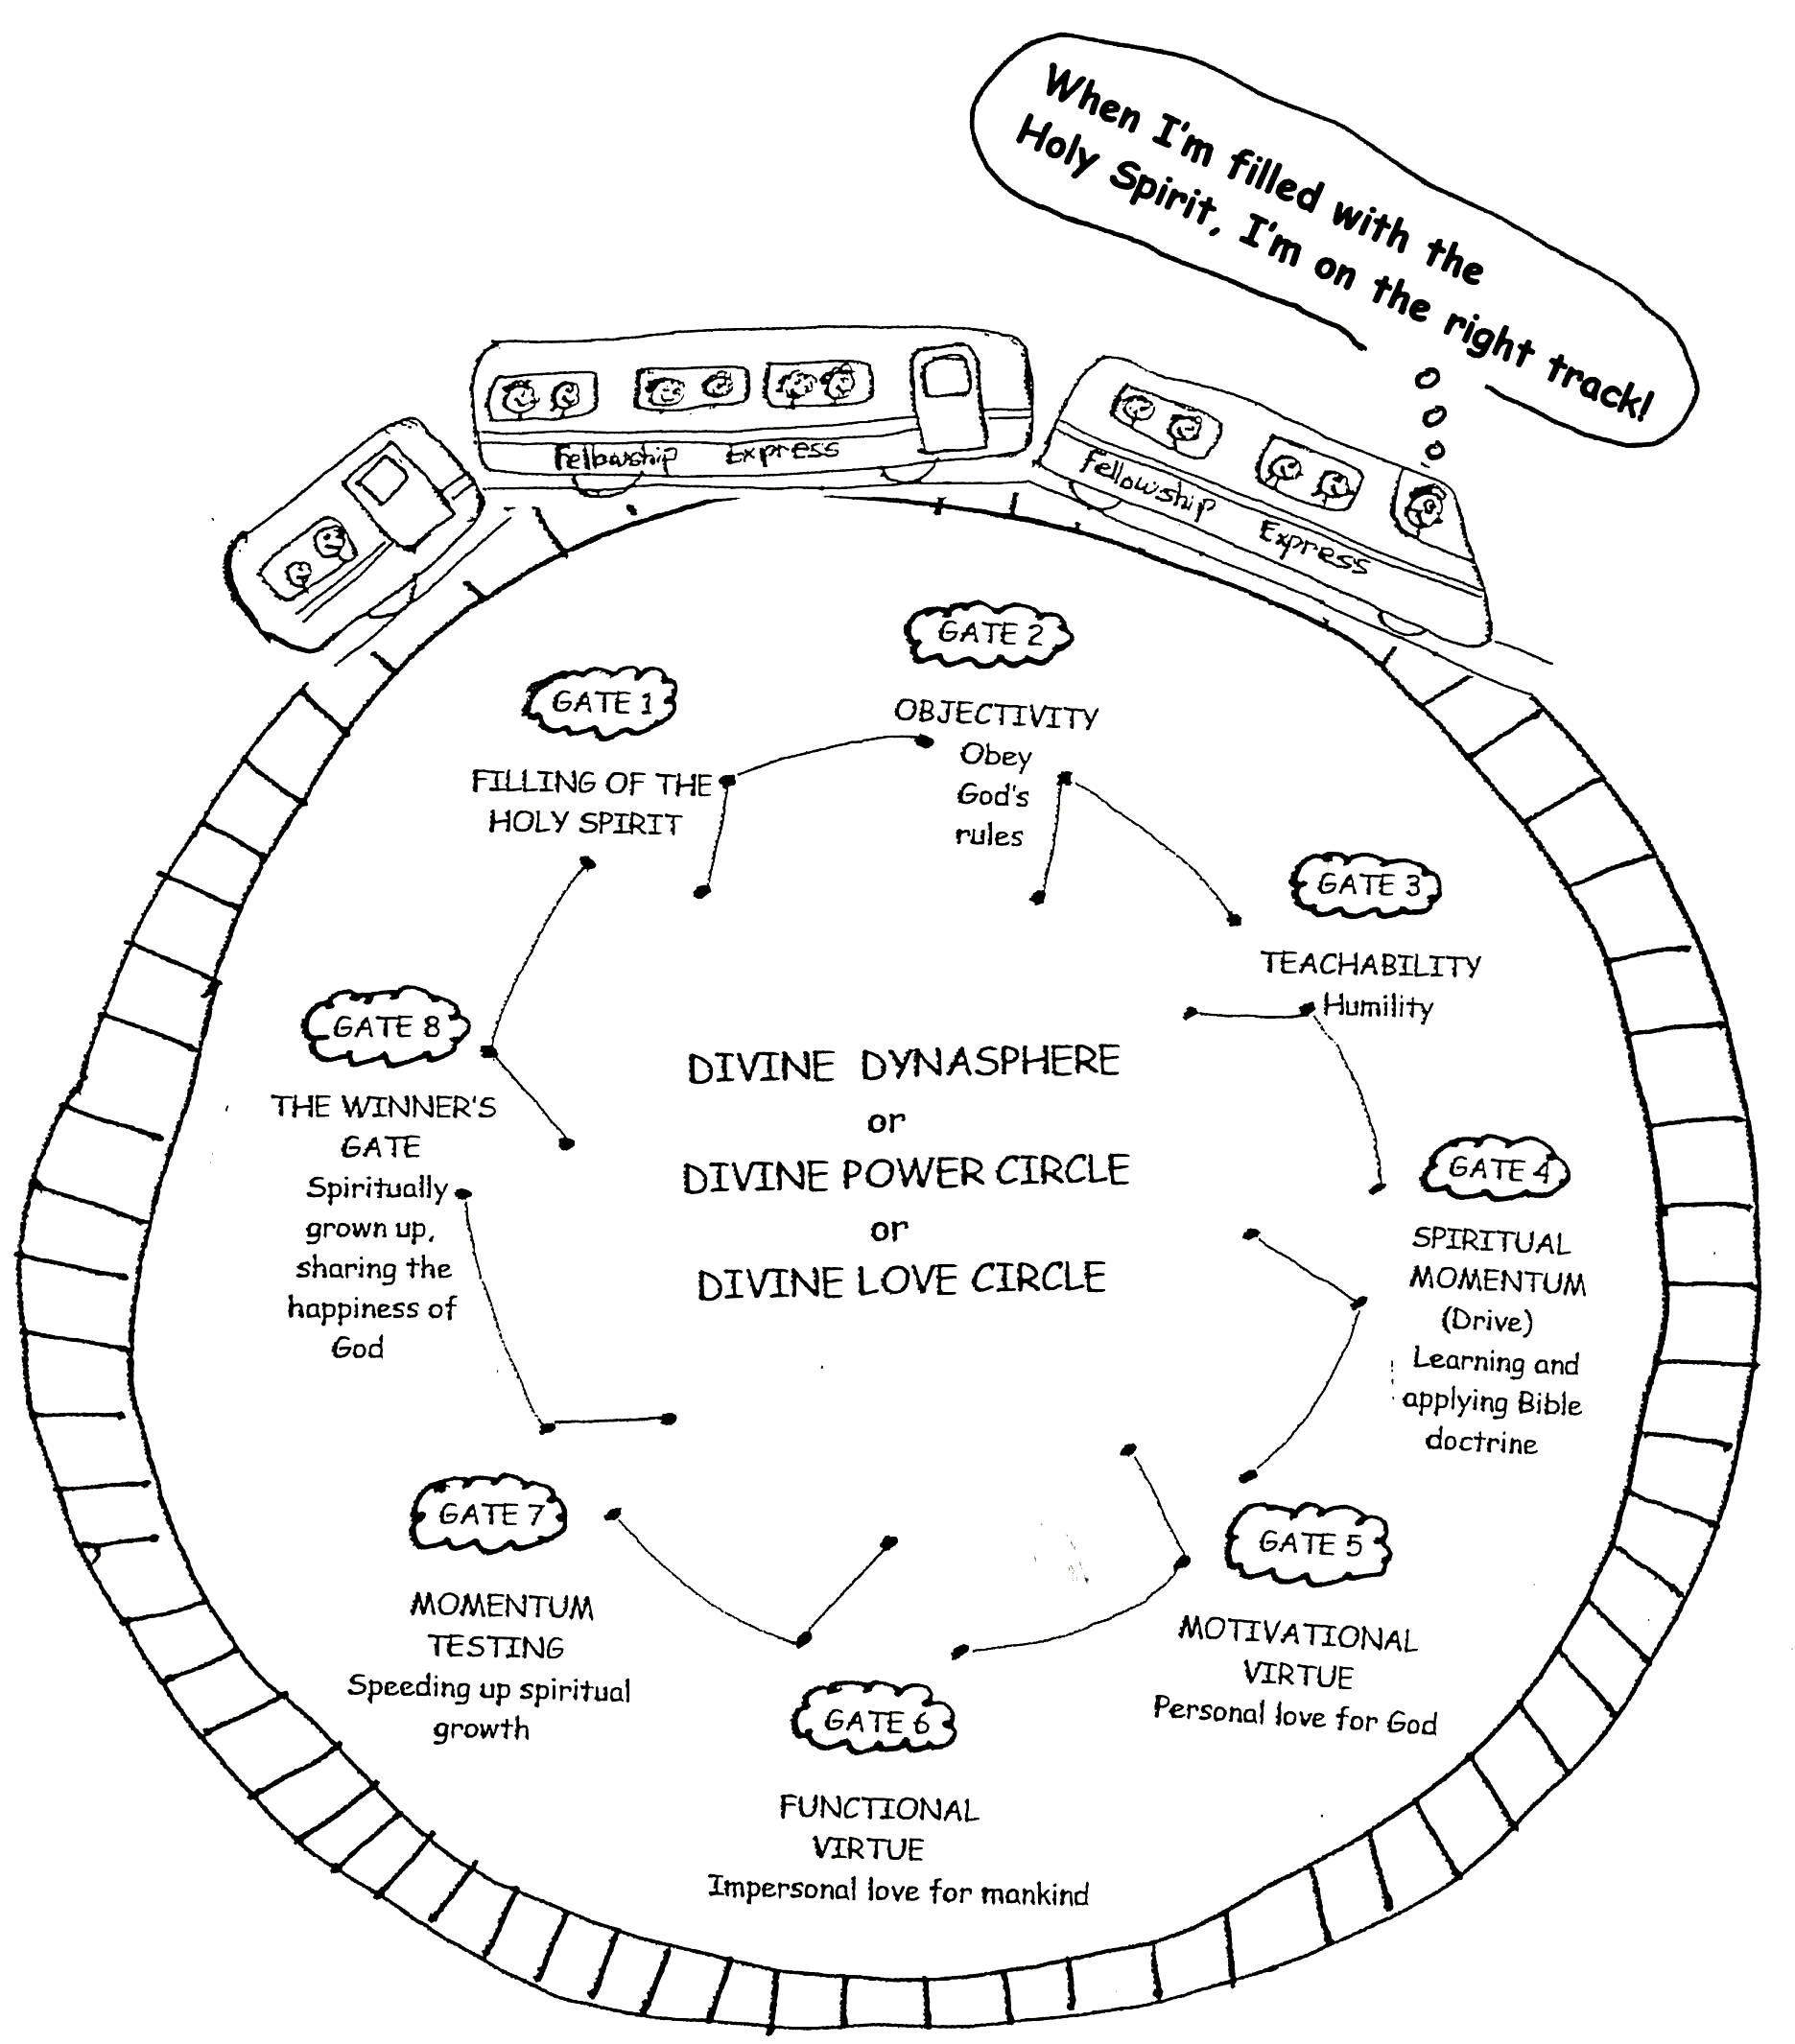 When I'm filled with the
Holy Spirit, I'm on the right track!
Fellowship Express
Fellowship Express
GATE 1
FILLING OF THE
HOLY SPIRIT
GATE 2
OBJECTIVITY
Obey
God's
rules
GATE 3
TEACHABILITY
Humility
GATE 4
SPIRITUAL
MOMENTUM
(Drive)
Learning and
applying Bible
doctrine
GATE 5
MOTIVATIONAL
VIRTUE
Personal love for God
GATE 6
FUNCTIONAL
VIRTUE
Impersonal love for mankind
GATE 7
MOMENTUM
TESTING
Speeding up spiritual
growth
GATE 8
THE WINNER'S
GATE
Spiritually
grown up,
sharing the
happiness of
God
DIVINE DYNASPHERE
or
DIVINE POWER CIRCLE
or
DIVINE LOVE CIRCLE